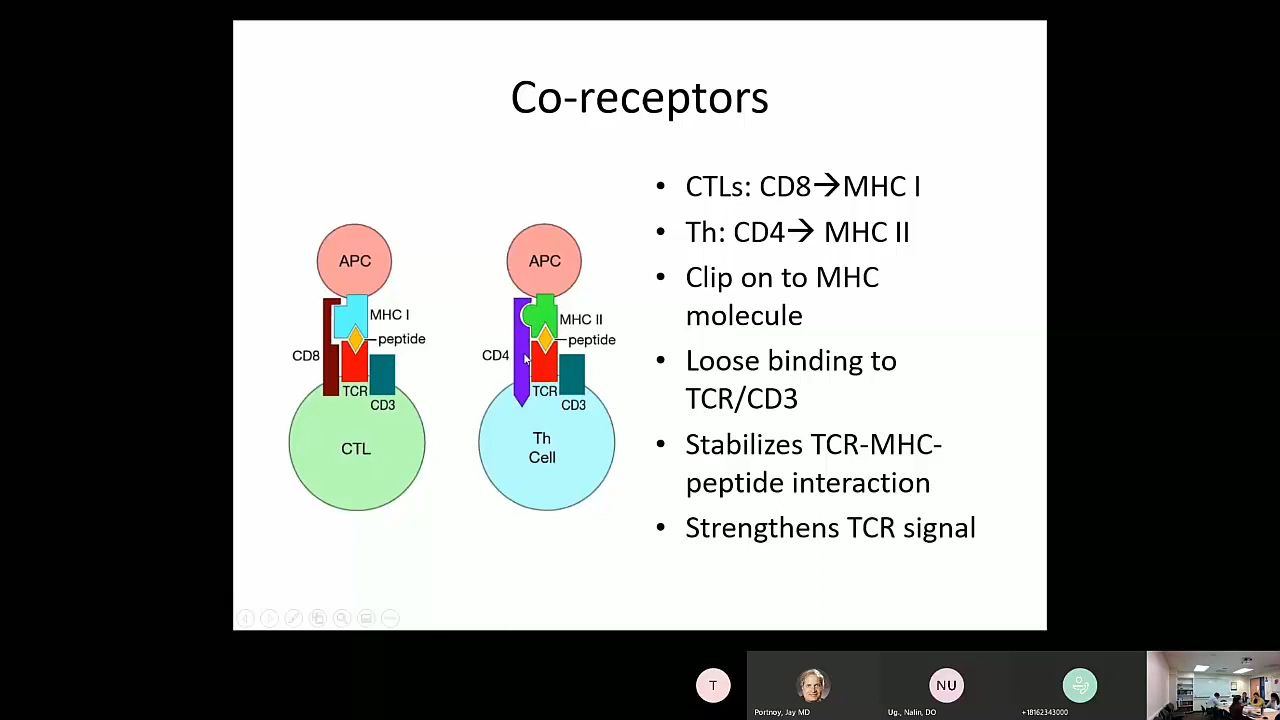 Co-receptors
• CTLs: CD8→MHC I
• Th: CD4→ MHC II
• Clip on to MHC
molecule
• Loose binding to
TCR/CD3
• Stabilizes TCR-MHC-
peptide interaction
• Strengthens TCR signal
APC
MHC I
peptide
CD8
TCR
CD3
CTL
APC
MHC II
peptide
CD4
TCR
CD3
Th
Cell
T
NU
Portnoy, Jay MD
Ug., Nalin, DO
+18162343000